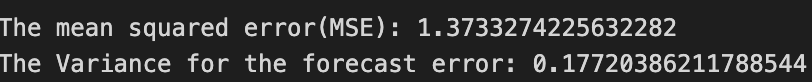 The mean squared error(MSE): 1.3733274225632282
The Variance for the forecast error: 0.17720386211788544